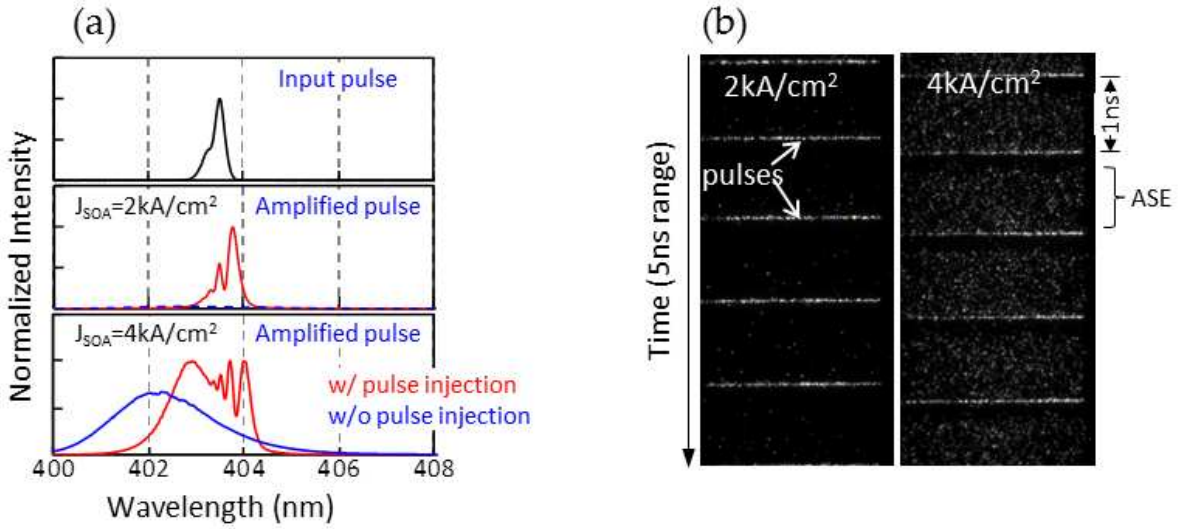 (a)
Input pulse
J_SOA=2kA/cm² Amplified pulse
J_SOA=4kA/cm² Amplified pulse
w/ pulse injection
w/o pulse injection
Normalized Intensity
400 402 404 406 408
Wavelength (nm)
(b)
2kA/cm²
4kA/cm²
pulses
1ns
ASE
Time (5ns range)